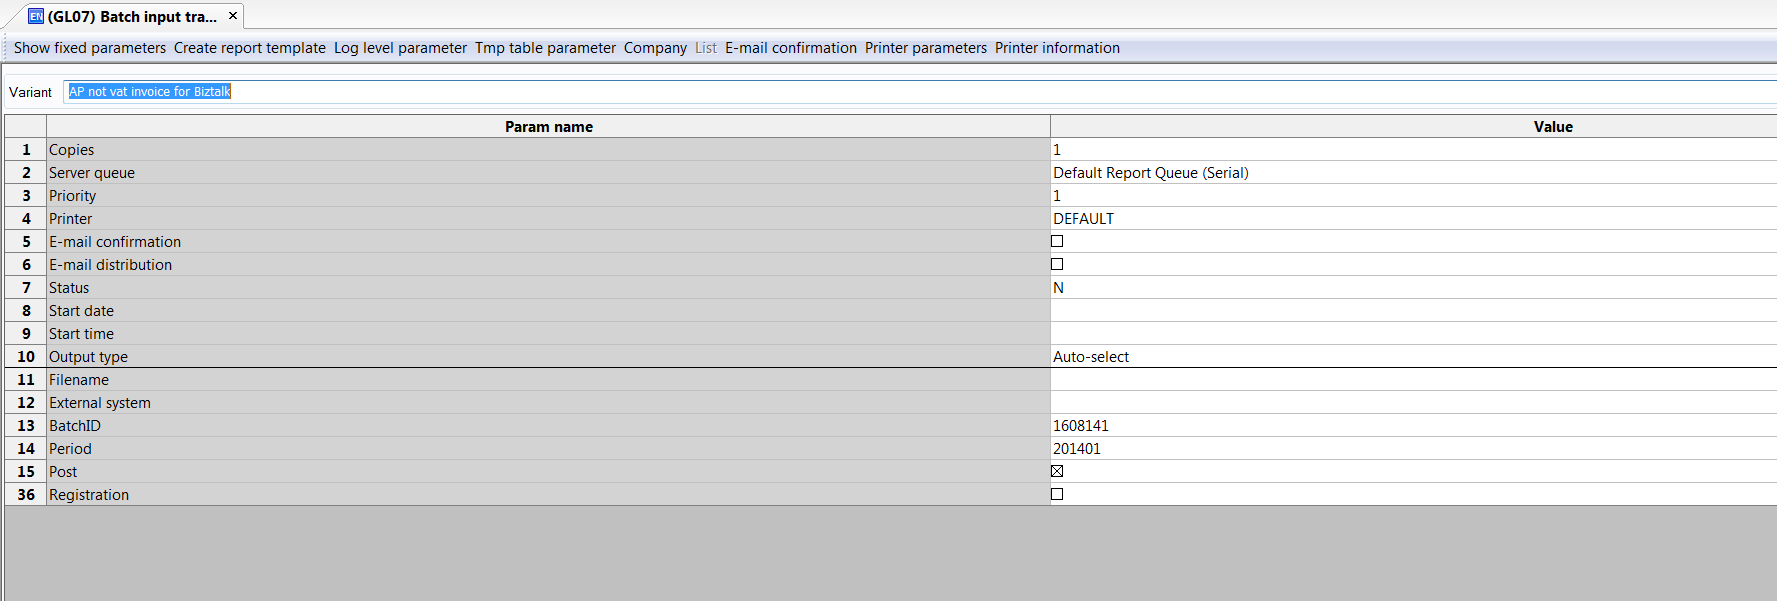 EN (GL07) Batch input tra... ✕
Show fixed parameters Create report template Log level parameter Tmp table parameter Company List E-mail confirmation Printer parameters Printer information
Variant AP not vat invoice for Biztalk
Param name Value
1 Copies 1
2 Server queue Default Report Queue (Serial)
3 Priority 1
4 Printer DEFAULT
5 E-mail confirmation
6 E-mail distribution
7 Status N
8 Start date
9 Start time
10 Output type Auto-select
11 Filename
12 External system
13 BatchID 1608141
14 Period 201401
15 Post
36 Registration